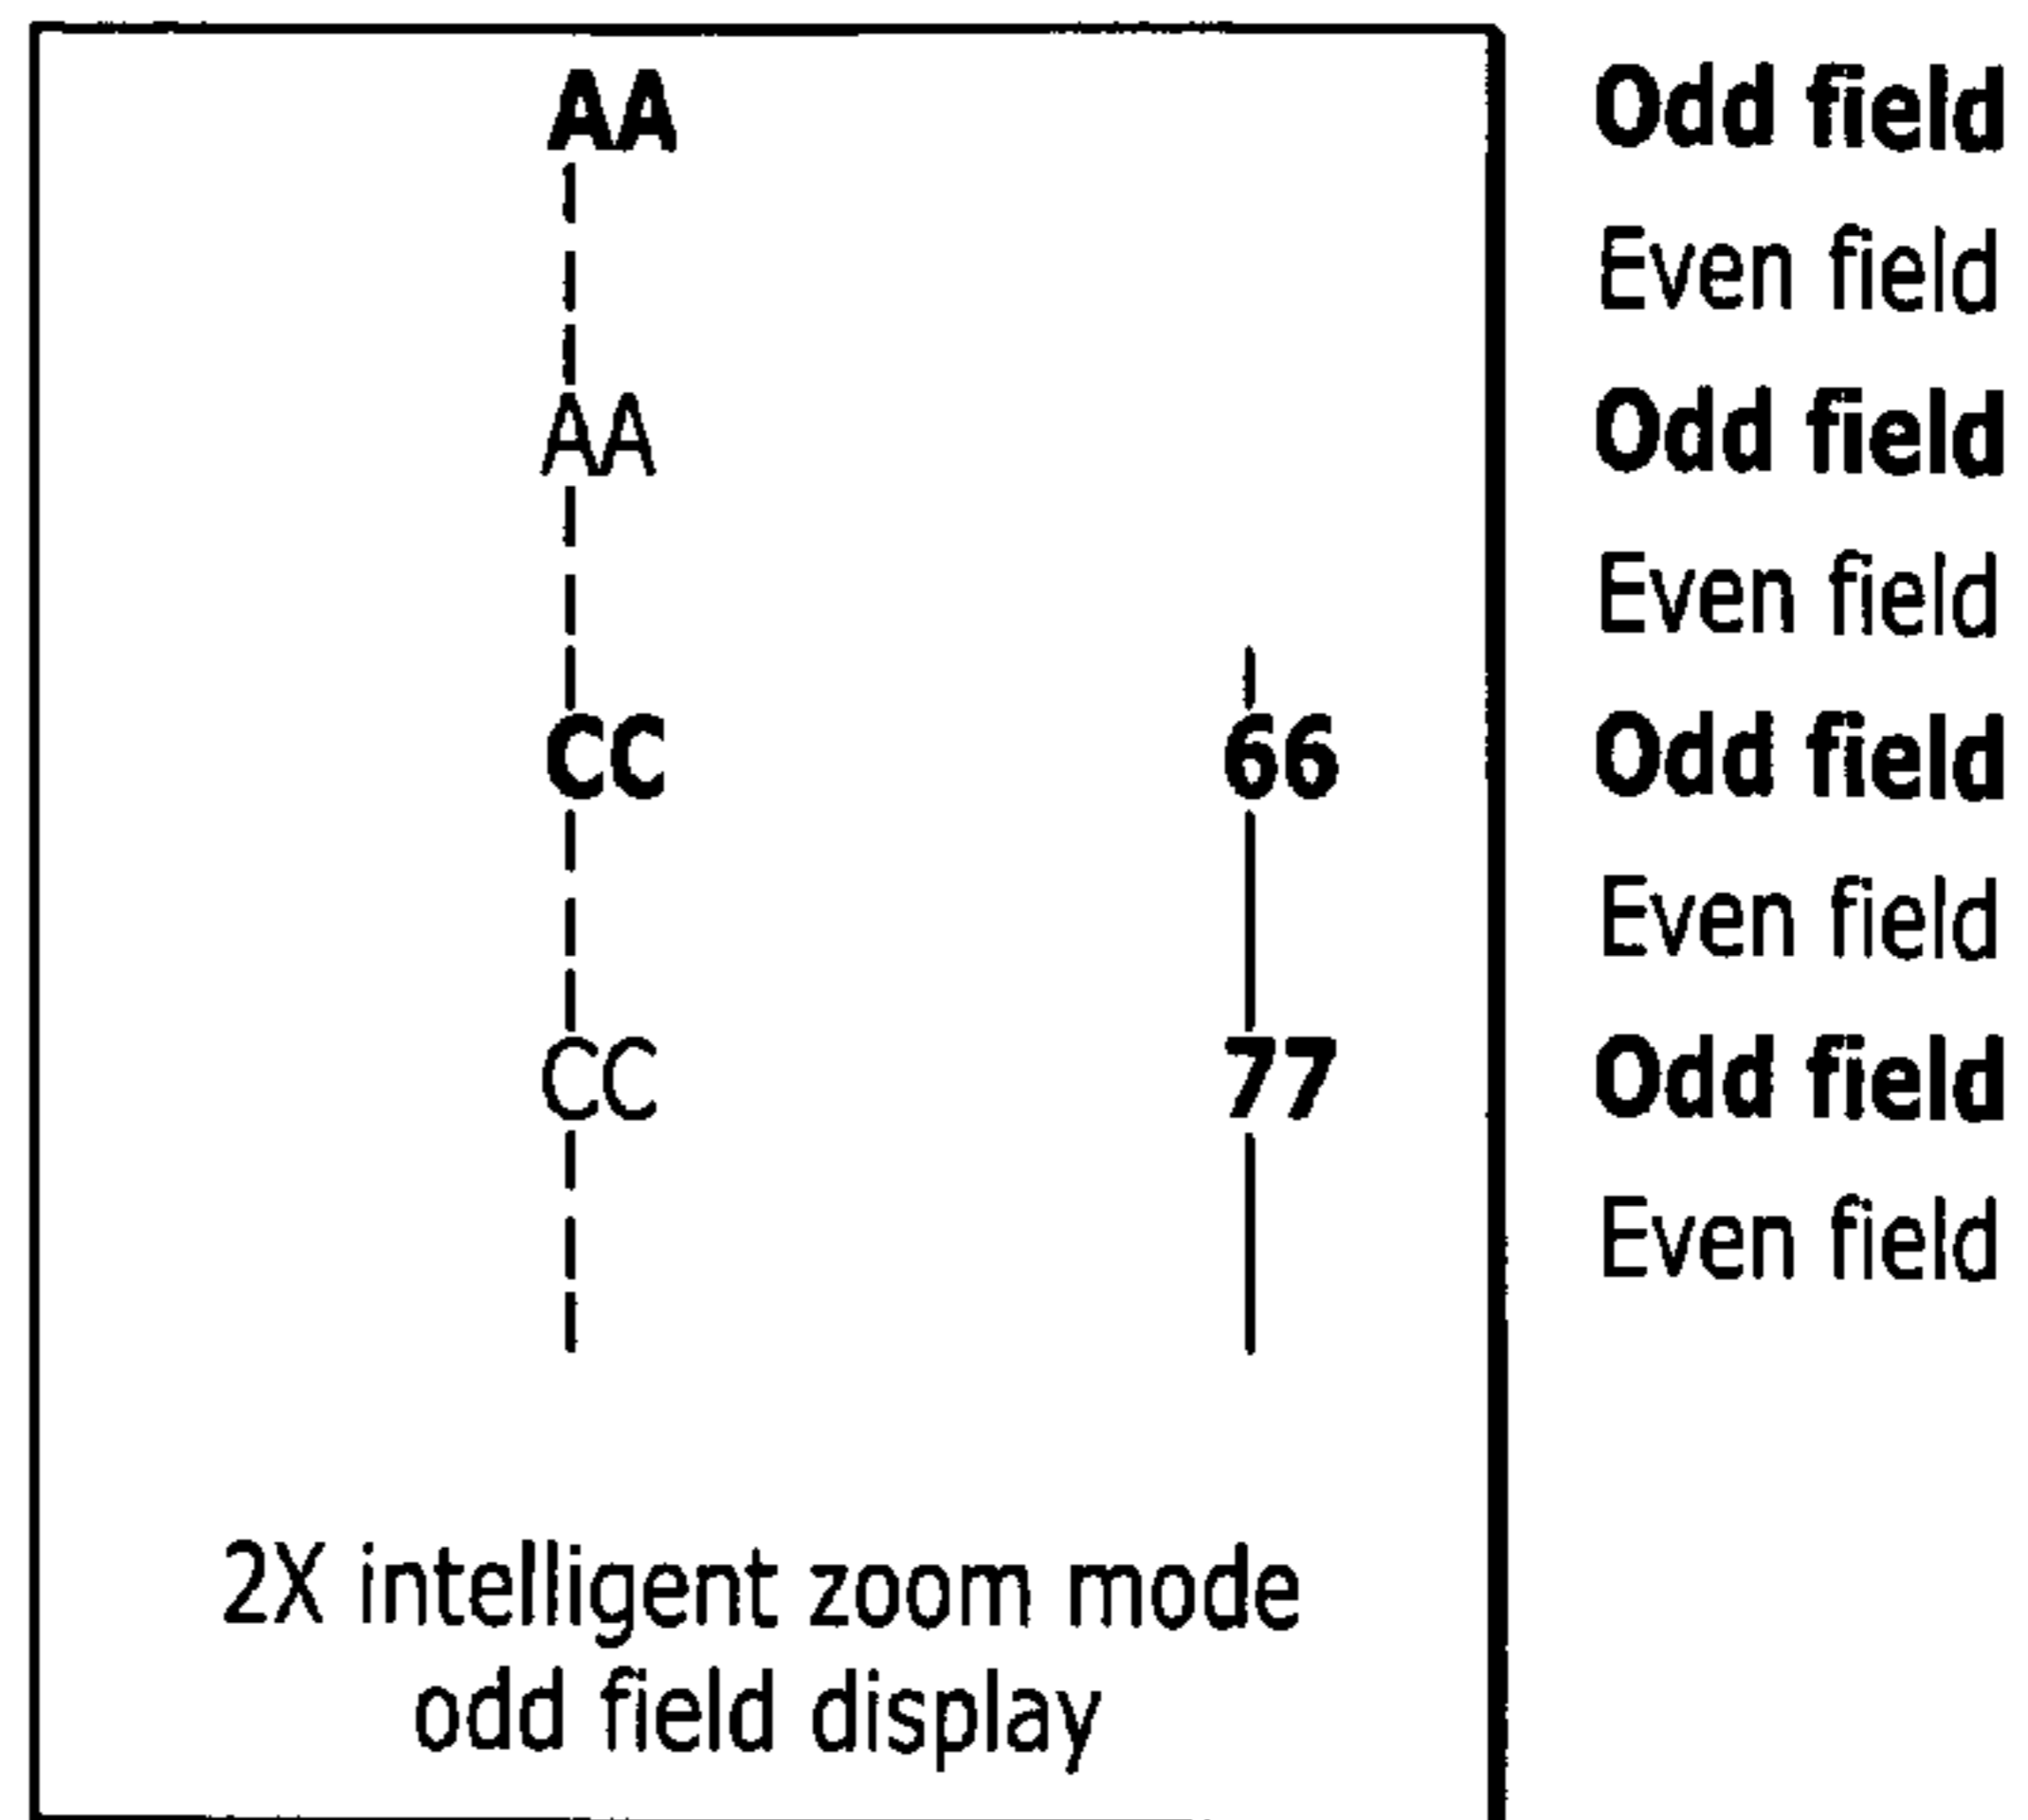 AA Odd field
Even field
AA Odd field
Even field
CC 66 Odd field
Even field
CC 77 Odd field
Even field
2X intelligent zoom mode
odd field display